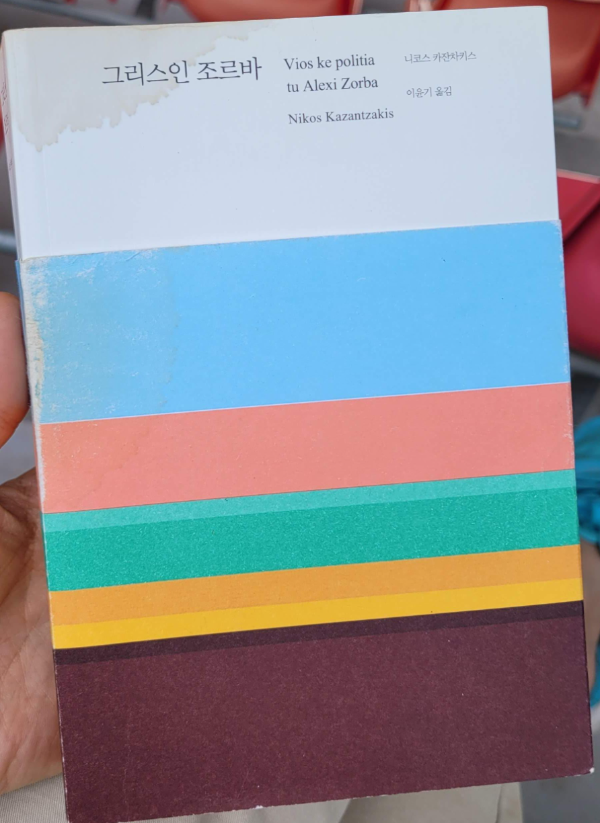 그리스인 조르바
Vios ke politia
tu Alexi Zorba
Nikos Kazantzakis
니코스 카잔차키스
이윤기 옮김